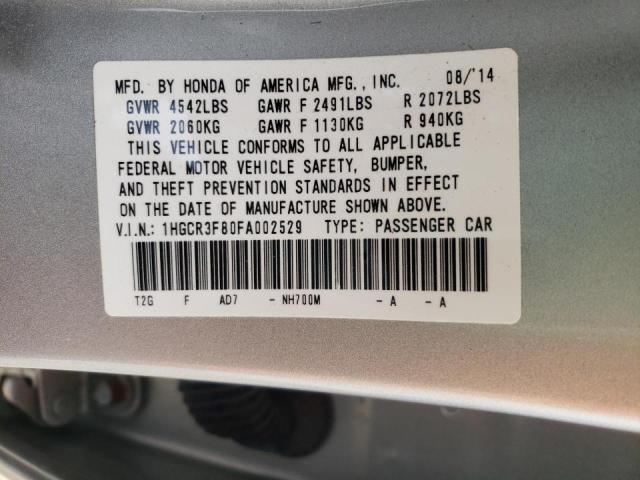 MFD. BY HONDA OF AMERICA MFG., INC. 08/'14
GVWR 4542LBS GAWR F 2491LBS R 2072LBS
GVWR 2060KG GAWR F 1130KG R 940KG
THIS VEHICLE CONFORMS TO ALL APPLICABLE
FEDERAL MOTOR VEHICLE SAFETY, BUMPER,
AND THEFT PREVENTION STANDARDS IN EFFECT
ON THE DATE OF MANUFACTURE SHOWN ABOVE.
V.I.N.: 1HGCR3F80FA002529 TYPE: PASSENGER CAR
T2G F AD7 - NH700M - A - A